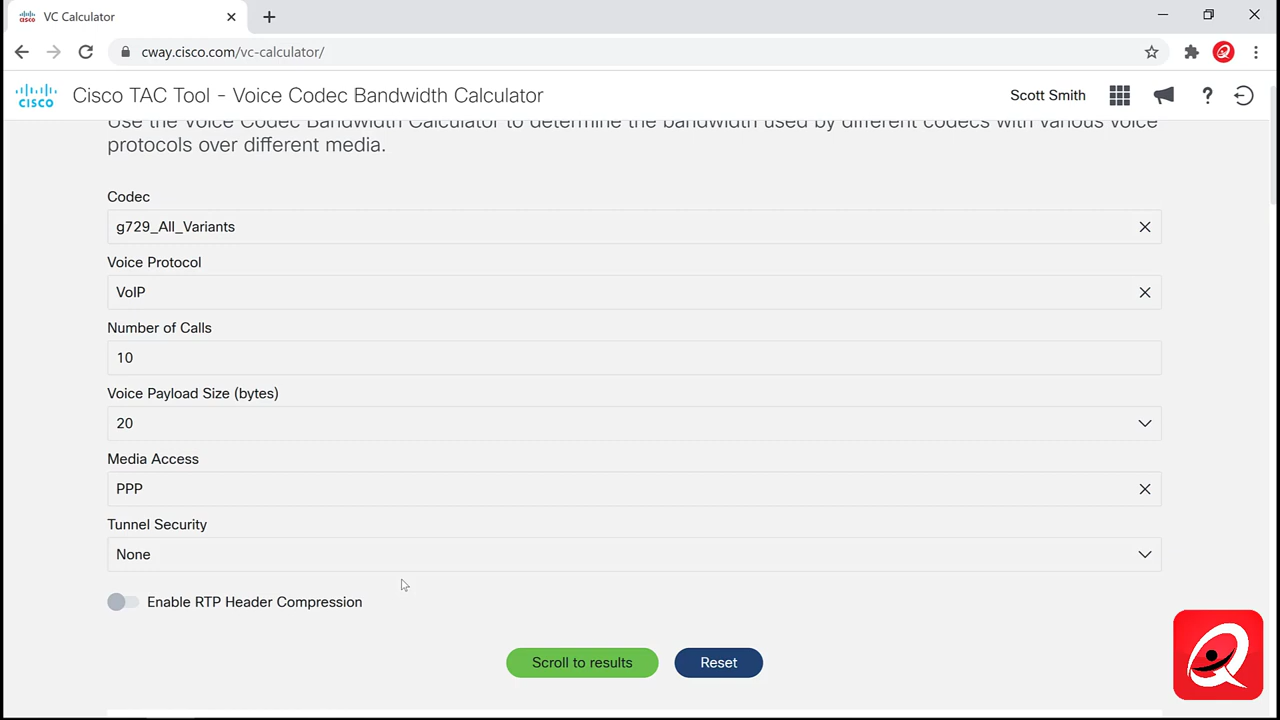 VC Calculator
cway.cisco.com/vc-calculator/
CISCO
Cisco TAC Tool - Voice Codec Bandwidth Calculator
Scott Smith
?
Use the Voice Codec Bandwidth Calculator to determine the bandwidth used by different codecs with various voice
protocols over different media.
Codec
g729_All_Variants
Voice Protocol
VoIP
Number of Calls
10
Voice Payload Size (bytes)
20
Media Access
PPP
Tunnel Security
None
Enable RTP Header Compression
Scroll to results
Reset